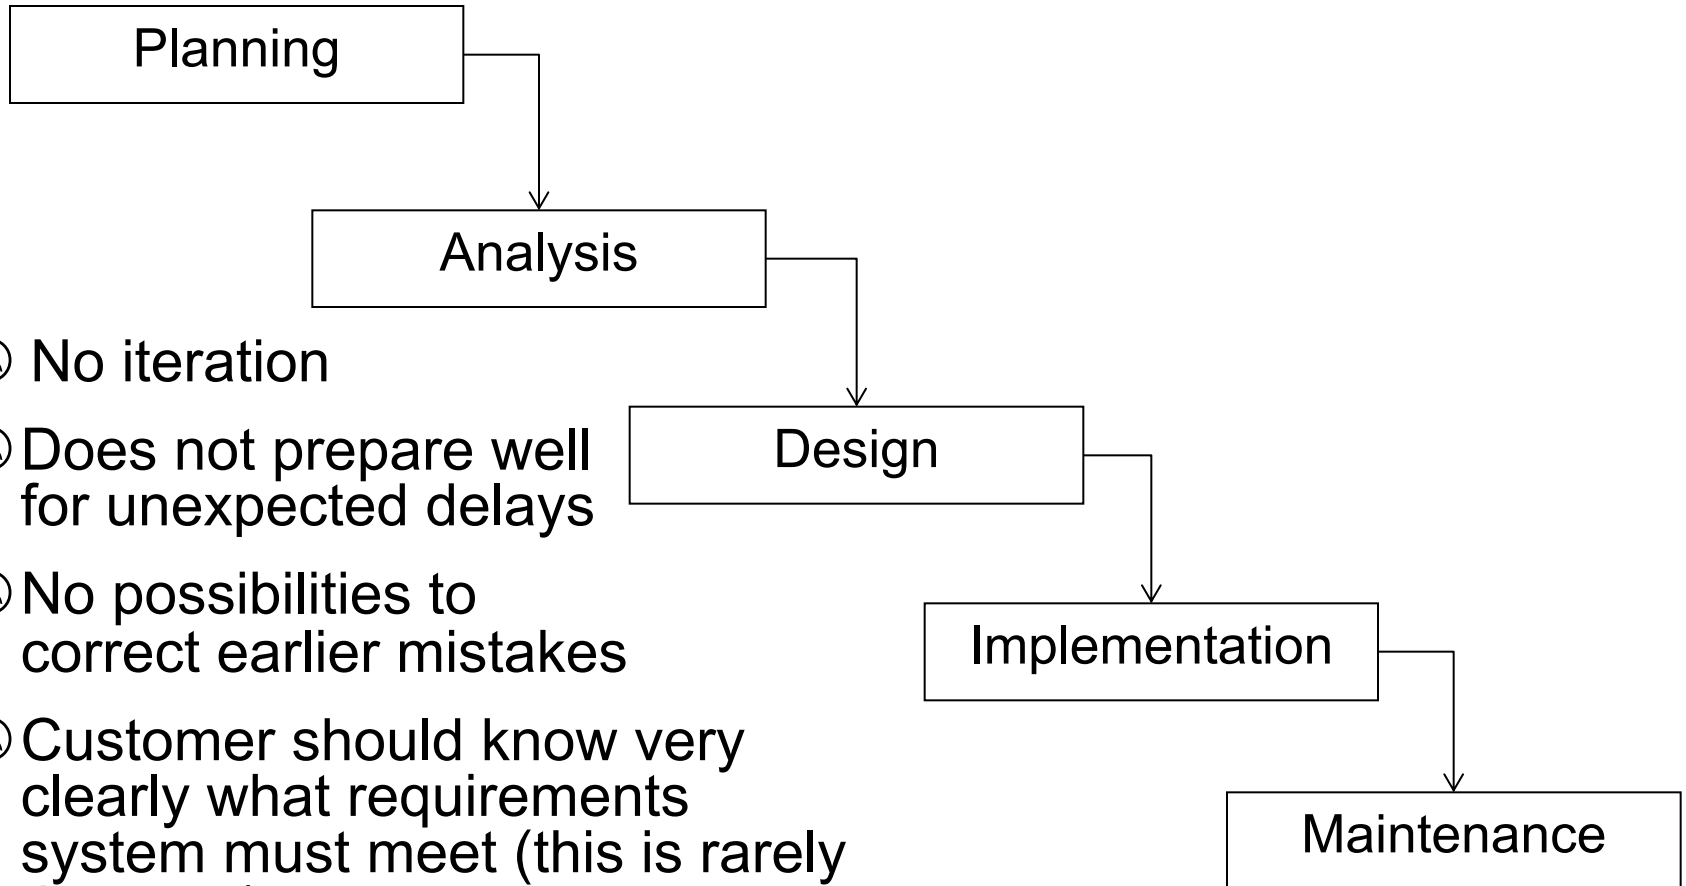 Planning
Analysis
No iteration
Does not prepare well
for unexpected delays
Design
No possibilities to
correct earlier mistakes
Implementation
Customer should know very
clearly what requirements
system must meet (this is rarely
Maintenance